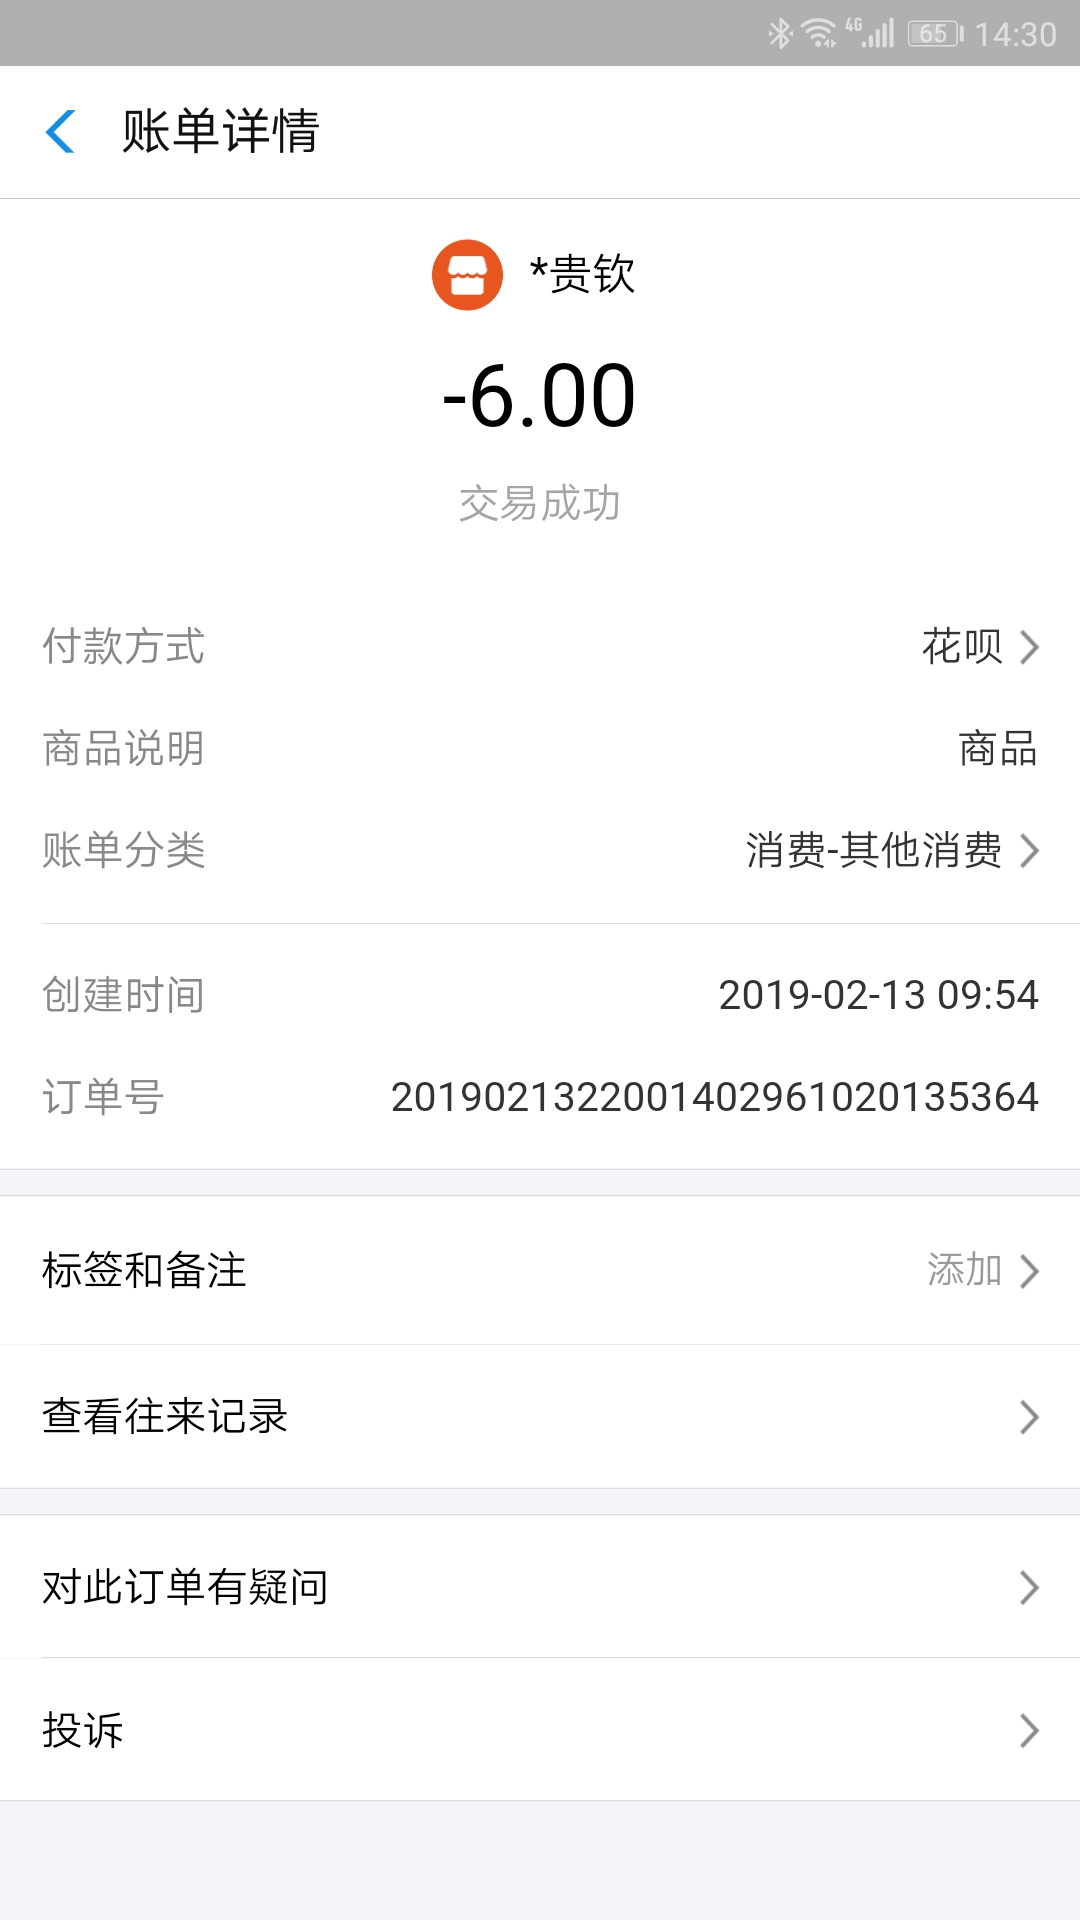 4G 65 14:30
账单详情
*贵钦
-6.00
交易成功
付款方式 花呗
商品说明 商品
账单分类 消费-其他消费
创建时间 2019-02-13 09:54
订单号 2019021322001402961020135364
标签和备注 添加
查看往来记录
对此订单有疑问
投诉